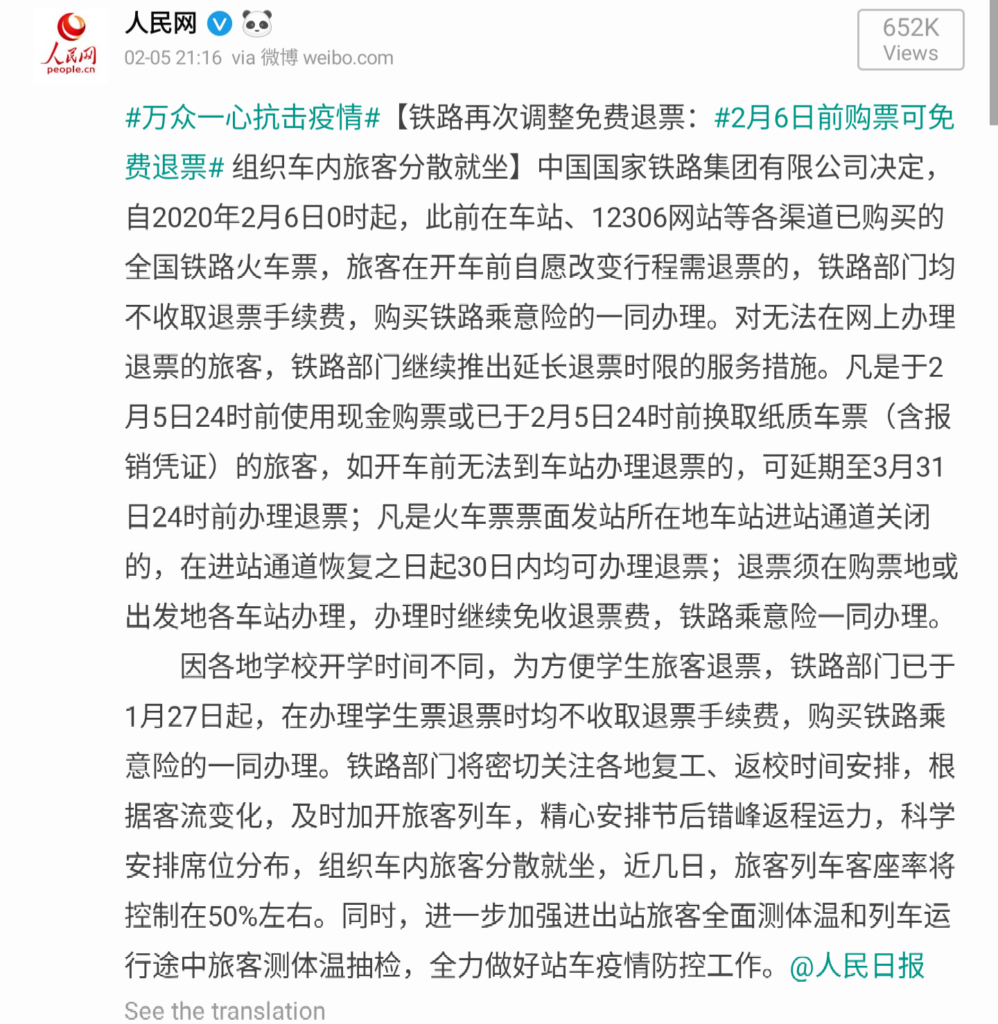 人民网
people.cn
人民网
02-05 21:16 via 微博 weibo.com
652K
Views
#万众一心抗击疫情#【铁路再次调整免费退票：#2月6日前购票可免
费退票# 组织车内旅客分散就坐】中国国家铁路集团有限公司决定，
自2020年2月6日0时起，此前在车站、12306网站等各渠道已购买的
全国铁路火车票，旅客在开车前自愿改变行程需退票的，铁路部门均
不收取退票手续费，购买铁路乘意险的一同办理。对无法在网上办理
退票的旅客，铁路部门继续推出延长退票时限的服务措施。凡是于2
月5日24时前使用现金购票或已于2月5日24时前换取纸质车票（含报
销凭证）的旅客，如开车前无法到车站办理退票的，可延期至3月31
日24时前办理退票；凡是火车票票面发站所在地车站进站通道关闭
的，在进站通道恢复之日起30日内均可办理退票；退票须在购票地或
出发地各车站办理，办理时继续免收退票费，铁路乘意险一同办理。
因各地学校开学时间不同，为方便学生旅客退票，铁路部门已于
1月27日起，在办理学生票退票时均不收取退票手续费，购买铁路乘
意险的一同办理。铁路部门将密切关注各地复工、返校时间安排，根
据客流变化，及时加开旅客列车，精心安排节后错峰返程运力，科学
安排席位分布，组织车内旅客分散就坐，近几日，旅客列车客座率将
控制在50%左右。同时，进一步加强进出站旅客全面测体温和列车运
行途中旅客测体温抽检，全力做好站车疫情防控工作。@人民日报
See the translation